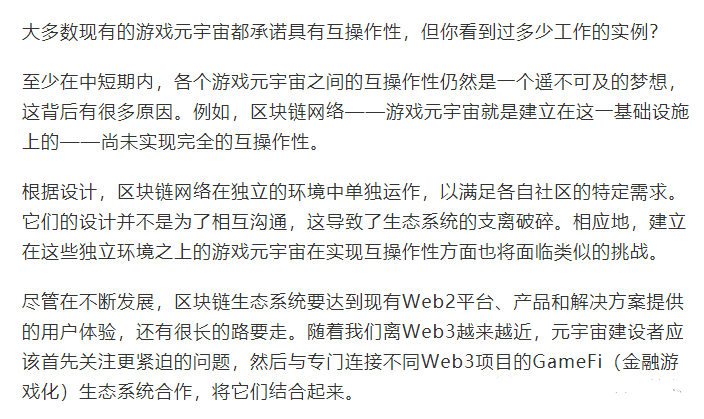 大多数现有的游戏元宇宙都承诺具有互操作性，但你看到过多少工作的实例？
至少在中短期内，各个游戏元宇宙之间的互操作性仍然是一个遥不可及的梦想，
这背后有很多原因。例如，区块链网络——游戏元宇宙就是建立在这一基础设施
上的——尚未实现完全的互操作性。
根据设计，区块链网络在独立的环境中单独运作，以满足各自社区的特定需求。
它们的设计并不是为了相互沟通，这导致了生态系统的支离破碎。相应地，建立
在这些独立环境之上的游戏元宇宙在实现互操作性方面也将面临类似的挑战。
尽管在不断发展，区块链生态系统要达到现有Web2平台、产品和解决方案提供
的用户体验，还有很长的路要走。随着我们离Web3越来越近，元宇宙建设者应
该首先关注更紧迫的问题，然后与专门连接不同Web3项目的GameFi（金融游
戏化）生态系统合作，将它们结合起来。